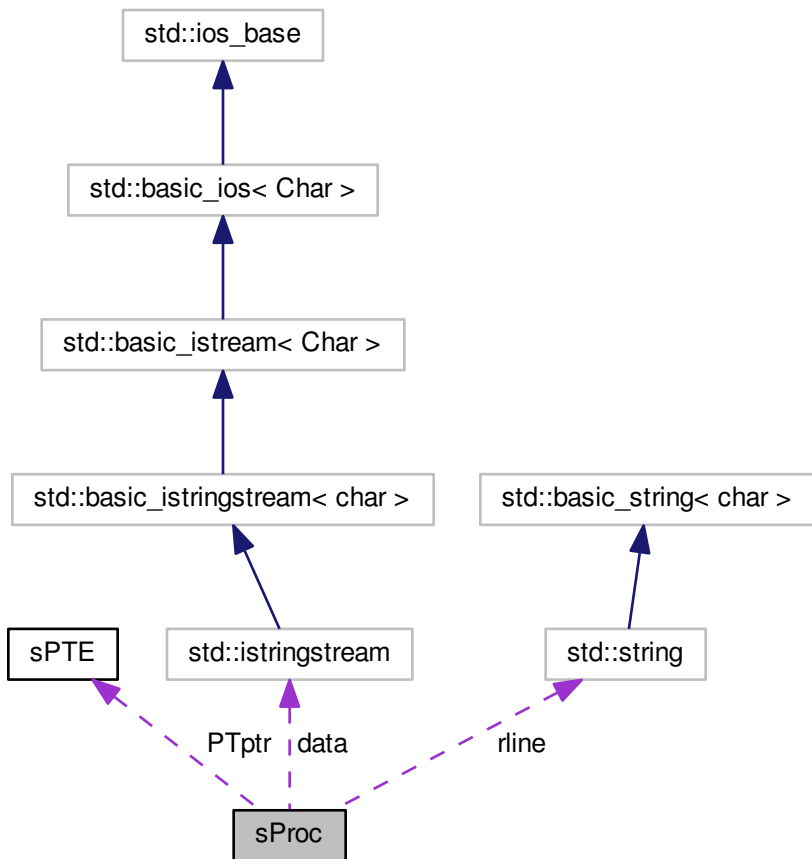 std::ios_base
std::basic_ios< Char >
std::basic_istream< Char >
std::basic_istringstream< char >
std::basic_string< char >
sPTE
std::istringstream
std::string
PTptr
data
rline
sProc